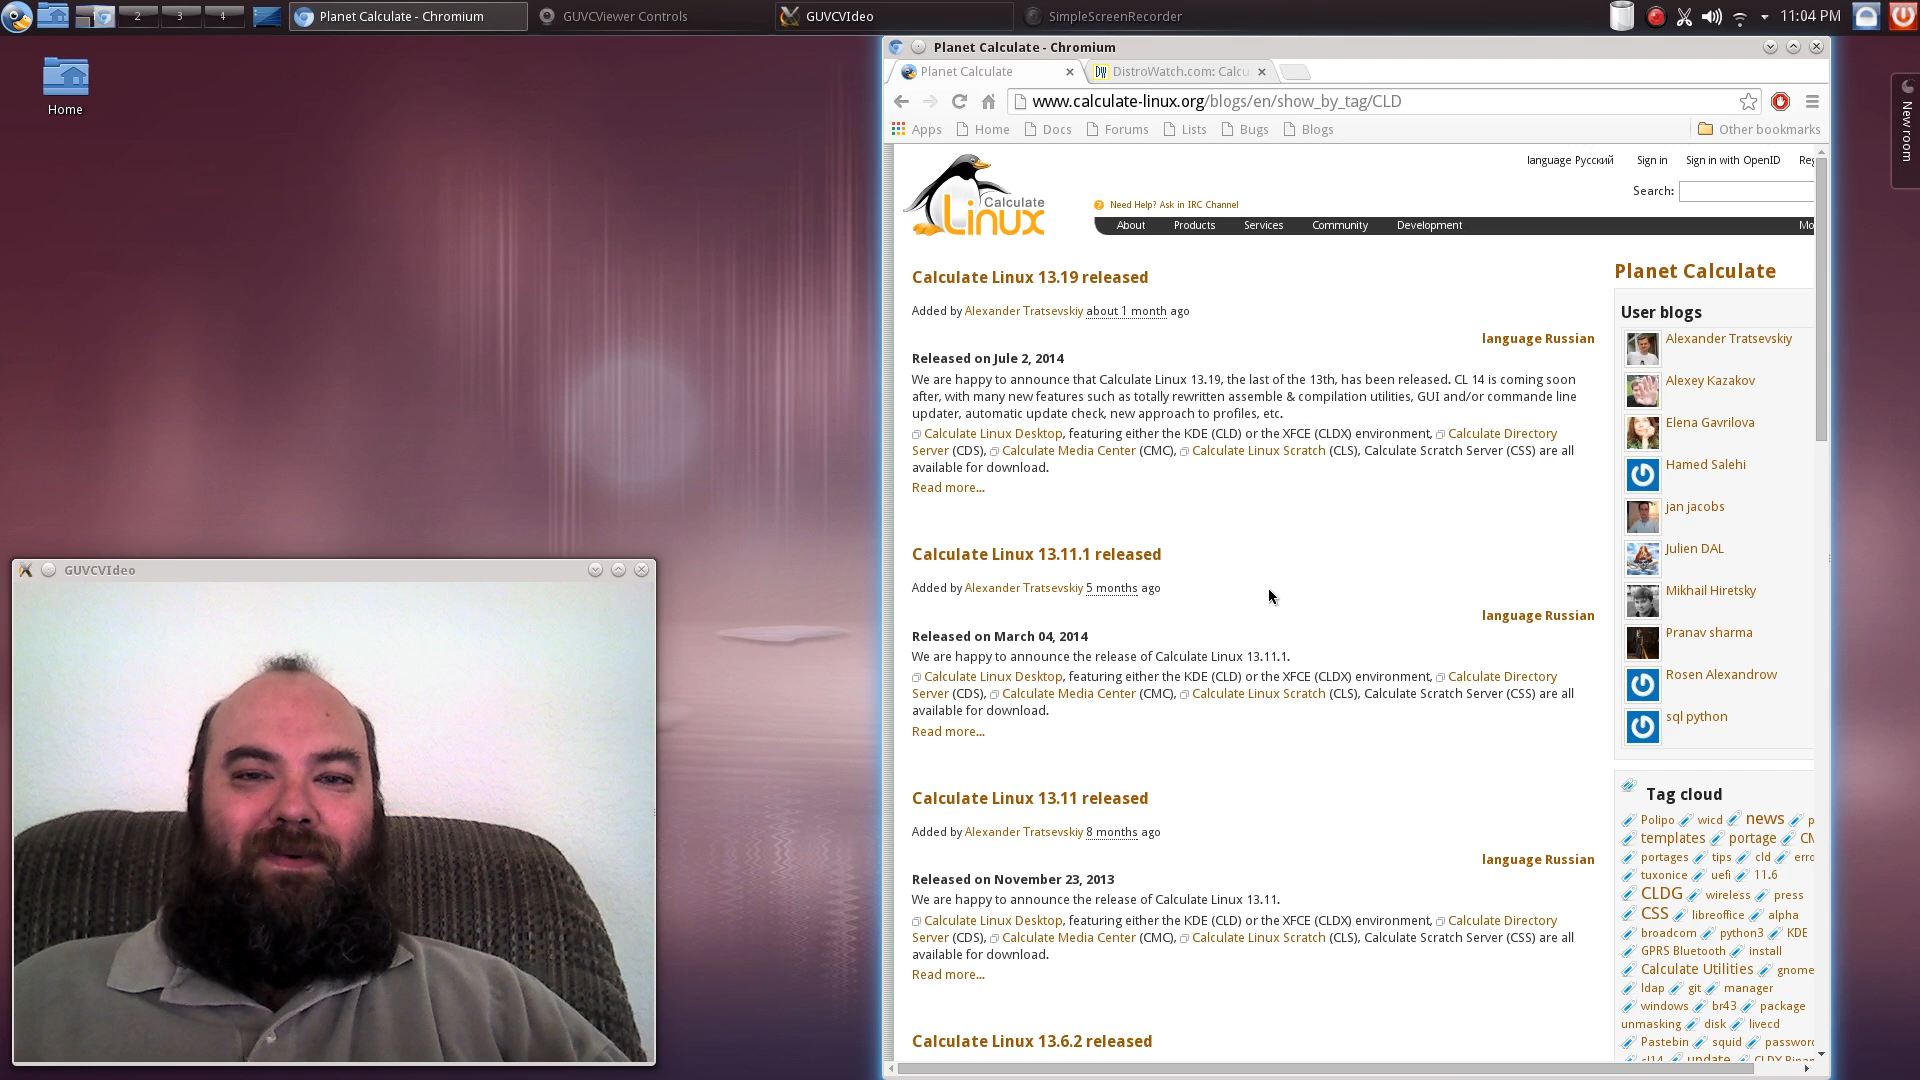 2
3
4
Planet Calculate - Chromium
GUVCViewer Controls
GUVCVIdeo
SimpleScreenRecorder
11:04 PM
Home
New room
GUVCVIdeo
Planet Calculate - Chromium
Planet Calculate
DW DistroWatch.com: Calcu
www.calculate-linux.org/blogs/en/show_by_tag/CLD
Apps Home Docs Forums Lists Bugs Blogs Other bookmarks
language Русский Sign in Sign in with OpenID Reg
Search:
Calculate
Linux
Need Help? Ask in IRC Channel
About Products Services Community Development Mo
Calculate Linux 13.19 released
Added by Alexander Tratsevskiy about 1 month ago
language Russian
Released on Jule 2, 2014
We are happy to announce that Calculate Linux 13.19, the last of the 13th, has been released. CL 14 is coming soon
after, with many new features such as totally rewritten assemble & compilation utilities, GUI and/or commande line
updater, automatic update check, new approach to profiles, etc.
Calculate Linux Desktop, featuring either the KDE (CLD) or the XFCE (CLDX) environment, Calculate Directory
Server (CDS), Calculate Media Center (CMC), Calculate Linux Scratch (CLS), Calculate Scratch Server (CSS) are all
available for download.
Read more...
Calculate Linux 13.11.1 released
Added by Alexander Tratsevskiy 5 months ago
language Russian
Released on March 04, 2014
We are happy to announce the release of Calculate Linux 13.11.1.
Calculate Linux Desktop, featuring either the KDE (CLD) or the XFCE (CLDX) environment, Calculate Directory
Server (CDS), Calculate Media Center (CMC), Calculate Linux Scratch (CLS), Calculate Scratch Server (CSS) are all
available for download.
Read more...
Calculate Linux 13.11 released
Added by Alexander Tratsevskiy 8 months ago
language Russian
Released on November 23, 2013
We are happy to announce the release of Calculate Linux 13.11.
Calculate Linux Desktop, featuring either the KDE (CLD) or the XFCE (CLDX) environment, Calculate Directory
Server (CDS), Calculate Media Center (CMC), Calculate Linux Scratch (CLS), Calculate Scratch Server (CSS) are all
available for download.
Read more...
Calculate Linux 13.6.2 released
Planet Calculate
User blogs
Alexander Tratsevskiy
Alexey Kazakov
Elena Gavrilova
Hamed Salehi
jan jacobs
Julien DAL
Mikhail Hiretsky
Pranav sharma
Rosen Alexandrow
sql python
Tag cloud
Polipo wicd news p
templates portage CM
portages tips cld erro
tuxonice uefi 11.6
CLDG wireless press
CSS libreoffice alpha
broadcom python3 KDE
GPRS Bluetooth install
Calculate Utilities gnome
ldap git manager
windows br43 package
unmasking disk livecd
Pastebin squid password
cl14 update CLDX